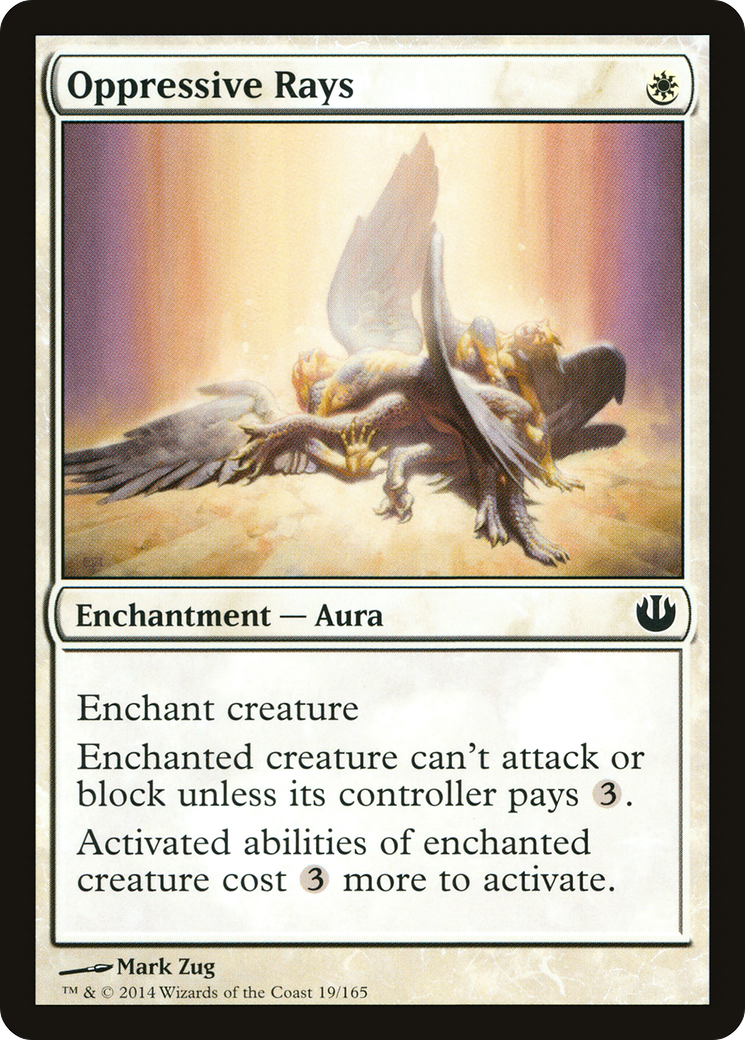 Oppressive Rays
Enchantment — Aura
Enchant creature
Enchanted creature can't attack or
block unless its controller pays 3.
Activated abilities of enchanted
creature cost 3 more to activate.
Mark Zug
™ & © 2014 Wizards of the Coast 19/165